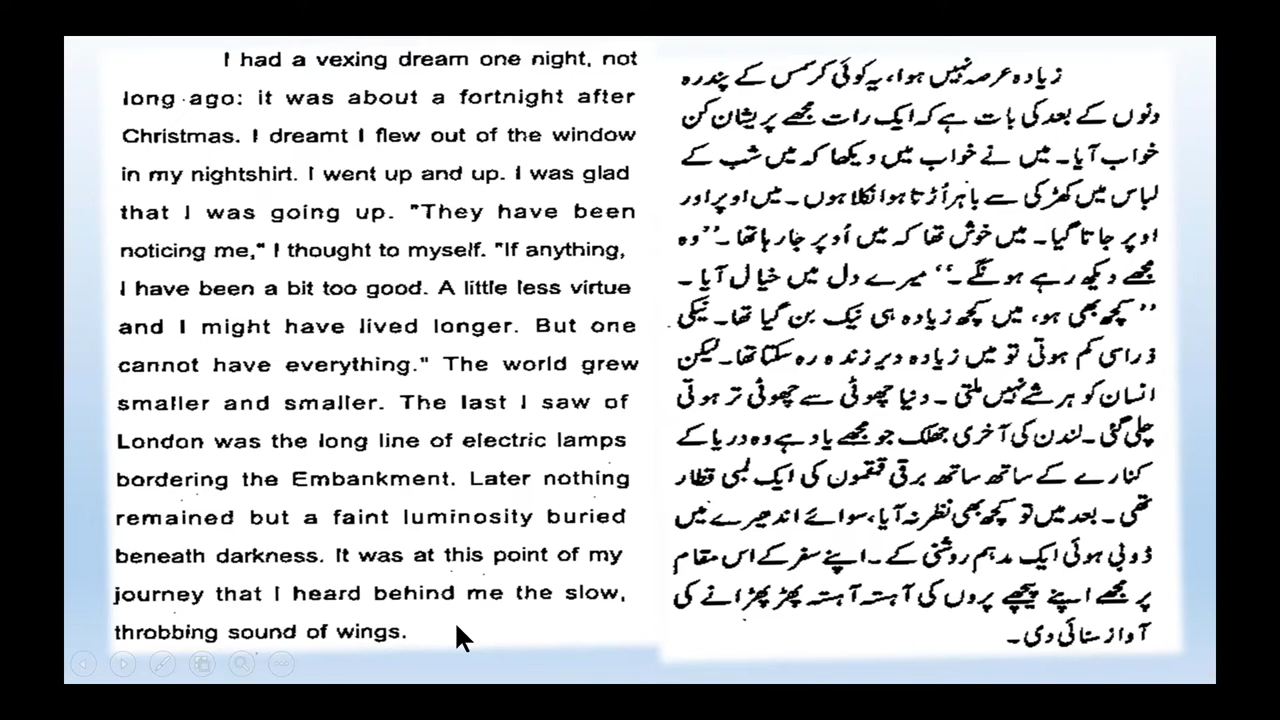 I had a vexing dream one night, not
long ago: it was about a fortnight after
Christmas. I dreamt I flew out of the window
in my nightshirt. I went up and up. I was glad
that I was going up. "They have been
noticing me," I thought to myself. "If anything,
I have been a bit too good. A little less virtue
and I might have lived longer. But one
cannot have everything." The world grew
smaller and smaller. The last I saw of
London was the long line of electric lamps
bordering the Embankment. Later nothing
remained but a faint luminosity buried
beneath darkness. It was at this point of my
journey that I heard behind me the slow,
throbbing sound of wings.
زیادہ عرصہ نہیں ہوا، یہ کوئی کرسمس کے پندرہ
دنوں کے بعد کی بات ہے کہ ایک رات مجھے پریشان کن
خواب آیا۔ میں نے خواب میں دیکھا کہ میں شب کے
لباس میں کھڑکی سے باہر اُڑتا ہوا نکلا ہوں۔ میں اوپر اور
اوپر جاتا گیا۔ میں خوش تھا کہ میں اُوپر جا رہا تھا۔ ’’وہ
مجھے دیکھ رہے ہونگے۔‘‘ میرے دل میں خیال آیا۔
’’کچھ بھی ہو، میں کچھ زیادہ ہی نیک بن گیا تھا۔ نیکی
ذرا سی کم ہوتی تو میں زیادہ دیر زندہ رہ سکتا تھا۔ لیکن
انسان کو ہر شے نہیں ملتی۔ دنیا چھوٹی سے چھوٹی تر ہوتی
چلی گئی۔ لندن کی آخری جھلک جو مجھے یاد ہے وہ دریا کے
کنارے کے ساتھ ساتھ برقی قمقموں کی ایک لمبی قطار
تھی۔ بعد میں تو کچھ بھی نظر نہ آیا، سوائے اندھیرے میں
ڈوبی ہوئی ایک مدہم روشنی کے۔ اپنے سفر کے اس مقام
پر مجھے اپنے پیچھے پروں کی آہستہ آہستہ پھڑپھڑانے کی
آواز سنائی دی۔